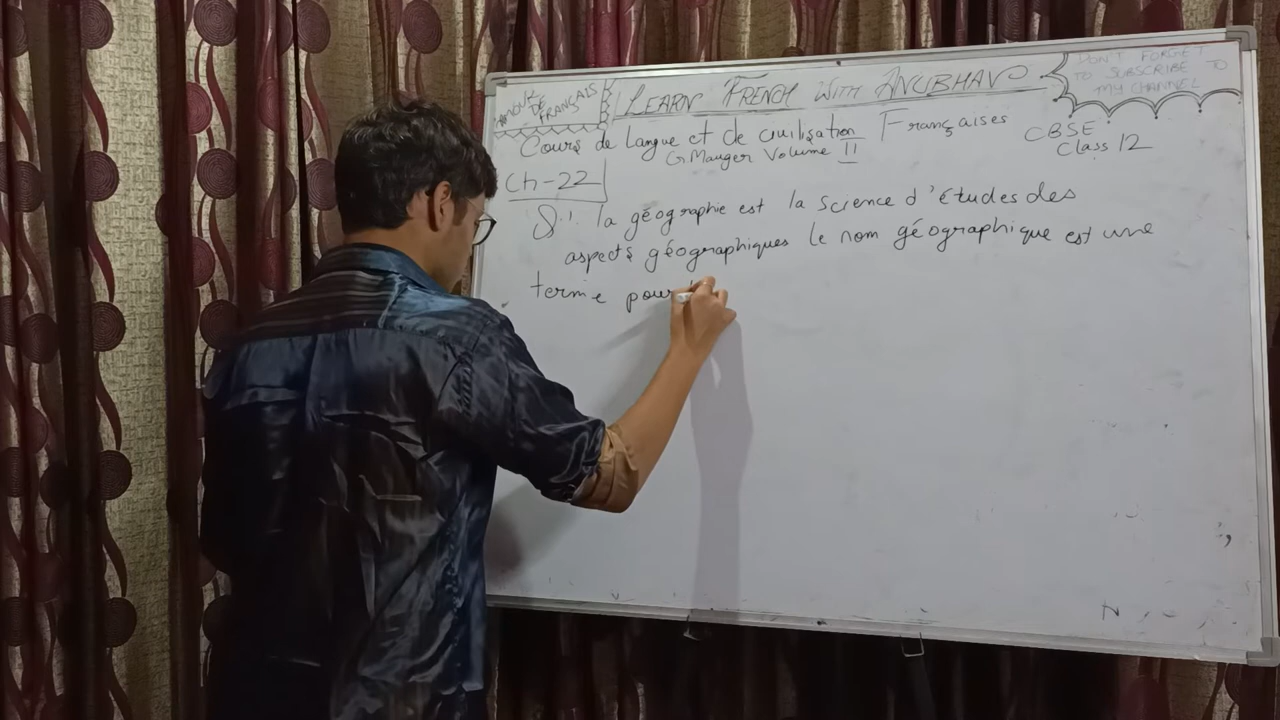 DE
FRANÇAIS
LEARN FRENCH WITH ANUBHAV
DON'T FORGET
TO SUBSCRIBE TO
MY CHANNEL
Cours de langue et de civilisation Françaises
G Mauger Volume II
CBSE
Class 12
Ch-22
la géographie est la science d'études des
aspects géographiques le nom géographique est une
terme pour